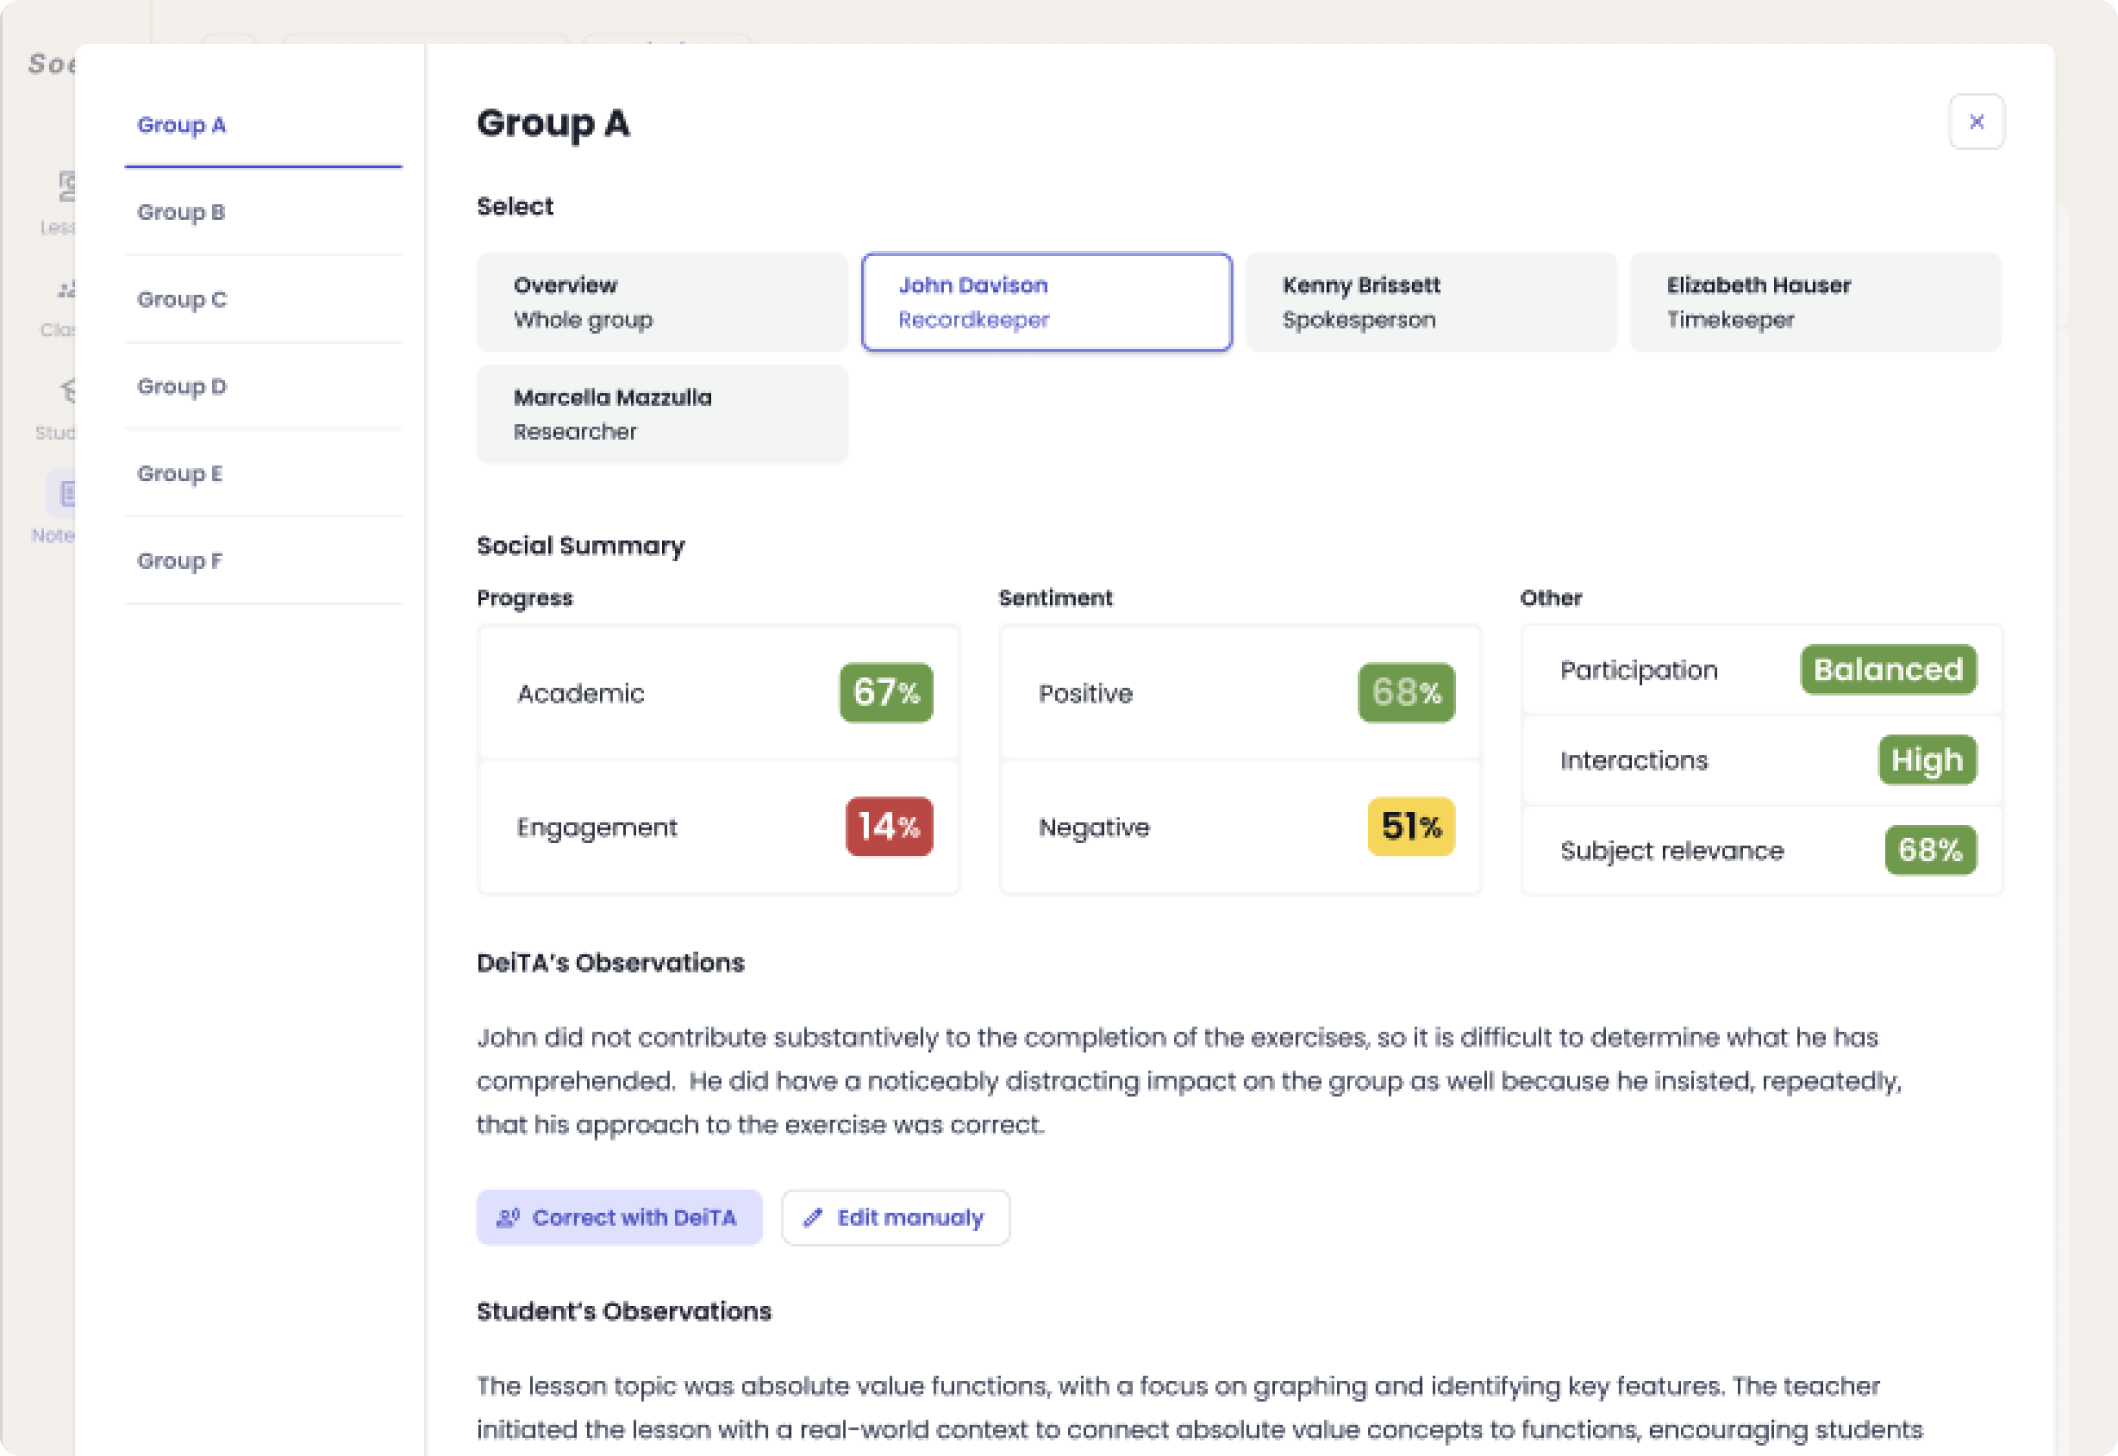 Group A
Group B
Group C
Group D
Group E
Group F
Group A
Select
Overview
Whole group
John Davison
Recordkeeper
Kenny Brissett
Spokesperson
Elizabeth Hauser
Timekeeper
Marcella Mazzulla
Researcher
Social Summary
Progress
Academic 67%
Engagement 14%
Sentiment
Positive 68%
Negative 51%
Other
Participation Balanced
Interactions High
Subject relevance 68%
DeiTA's Observations
John did not contribute substantively to the completion of the exercises, so it is difficult to determine what he has
comprehended.  He did have a noticeably distracting impact on the group as well because he insisted, repeatedly,
that his approach to the exercise was correct.
Correct with DeiTA
Edit manualy
Student's Observations
The lesson topic was absolute value functions, with a focus on graphing and identifying key features. The teacher
initiated the lesson with a real-world context to connect absolute value concepts to functions, encouraging students